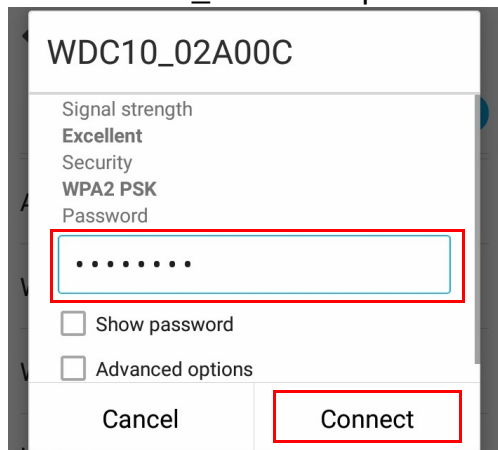 WDC10_02A00C
Signal strength
Excellent
Security
WPA2 PSK
Password
••••••••
Show password
Advanced options
Cancel
Connect